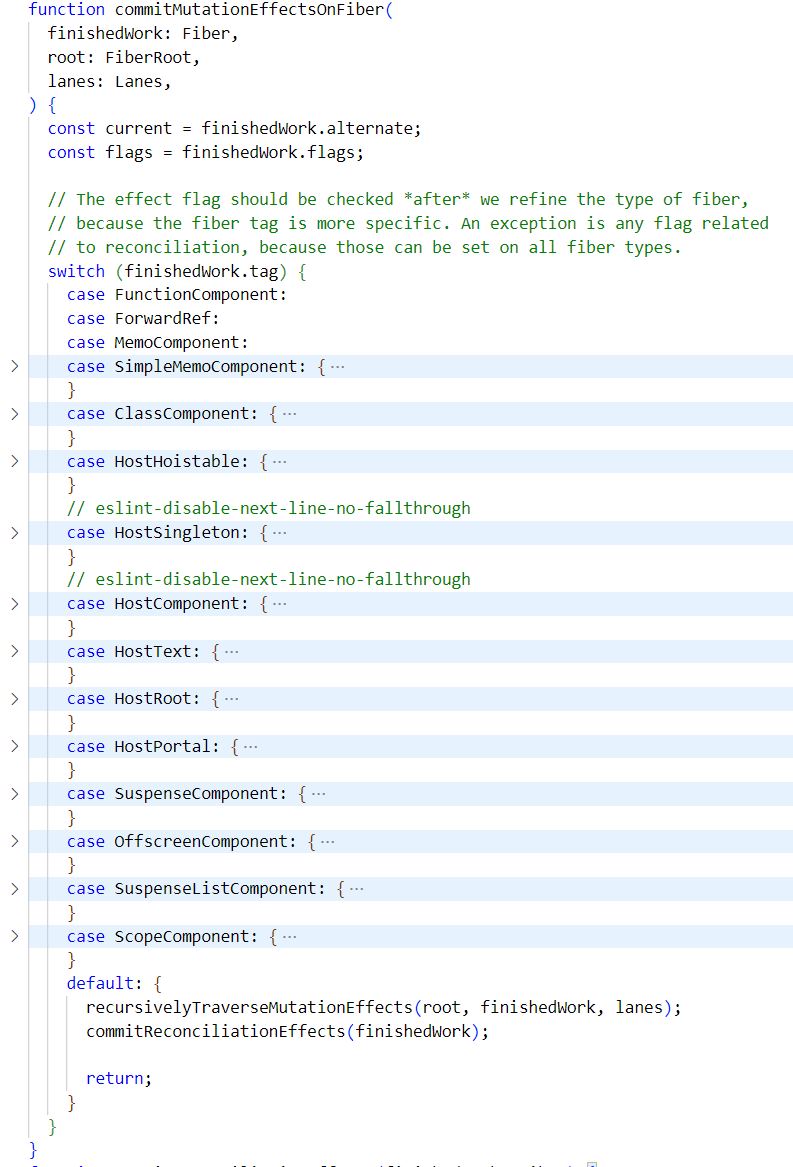 function commitMutationEffectsOnFiber(
finishedWork: Fiber,
root: FiberRoot,
lanes: Lanes,
) {
const current = finishedWork.alternate;
const flags = finishedWork.flags;
// The effect flag should be checked *after* we refine the type of fiber,
// because the fiber tag is more specific. An exception is any flag related
// to reconciliation, because those can be set on all fiber types.
switch (finishedWork.tag) {
case FunctionComponent:
case ForwardRef:
case MemoComponent:
case SimpleMemoComponent: { ···
}
case ClassComponent: { ···
}
case HostHoistable: { ···
}
// eslint-disable-next-line-no-fallthrough
case HostSingleton: { ···
}
// eslint-disable-next-line-no-fallthrough
case HostComponent: { ···
}
case HostText: { ···
}
case HostRoot: { ···
}
case HostPortal: { ···
}
case SuspenseComponent: { ···
}
case OffscreenComponent: { ···
}
case SuspenseListComponent: { ···
}
case ScopeComponent: { ···
}
default: {
recursivelyTraverseMutationEffects(root, finishedWork, lanes);
commitReconciliationEffects(finishedWork);
return;
}
}
}